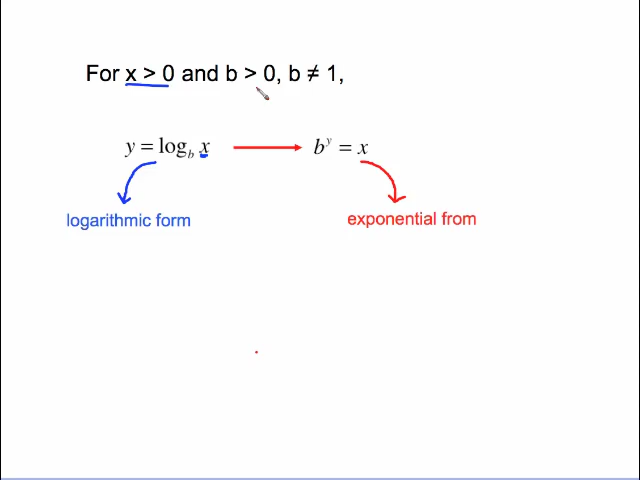 For x > 0 and b > 0, b ≠ 1,
y = log_b x → b^y = x
logarithmic form exponential from